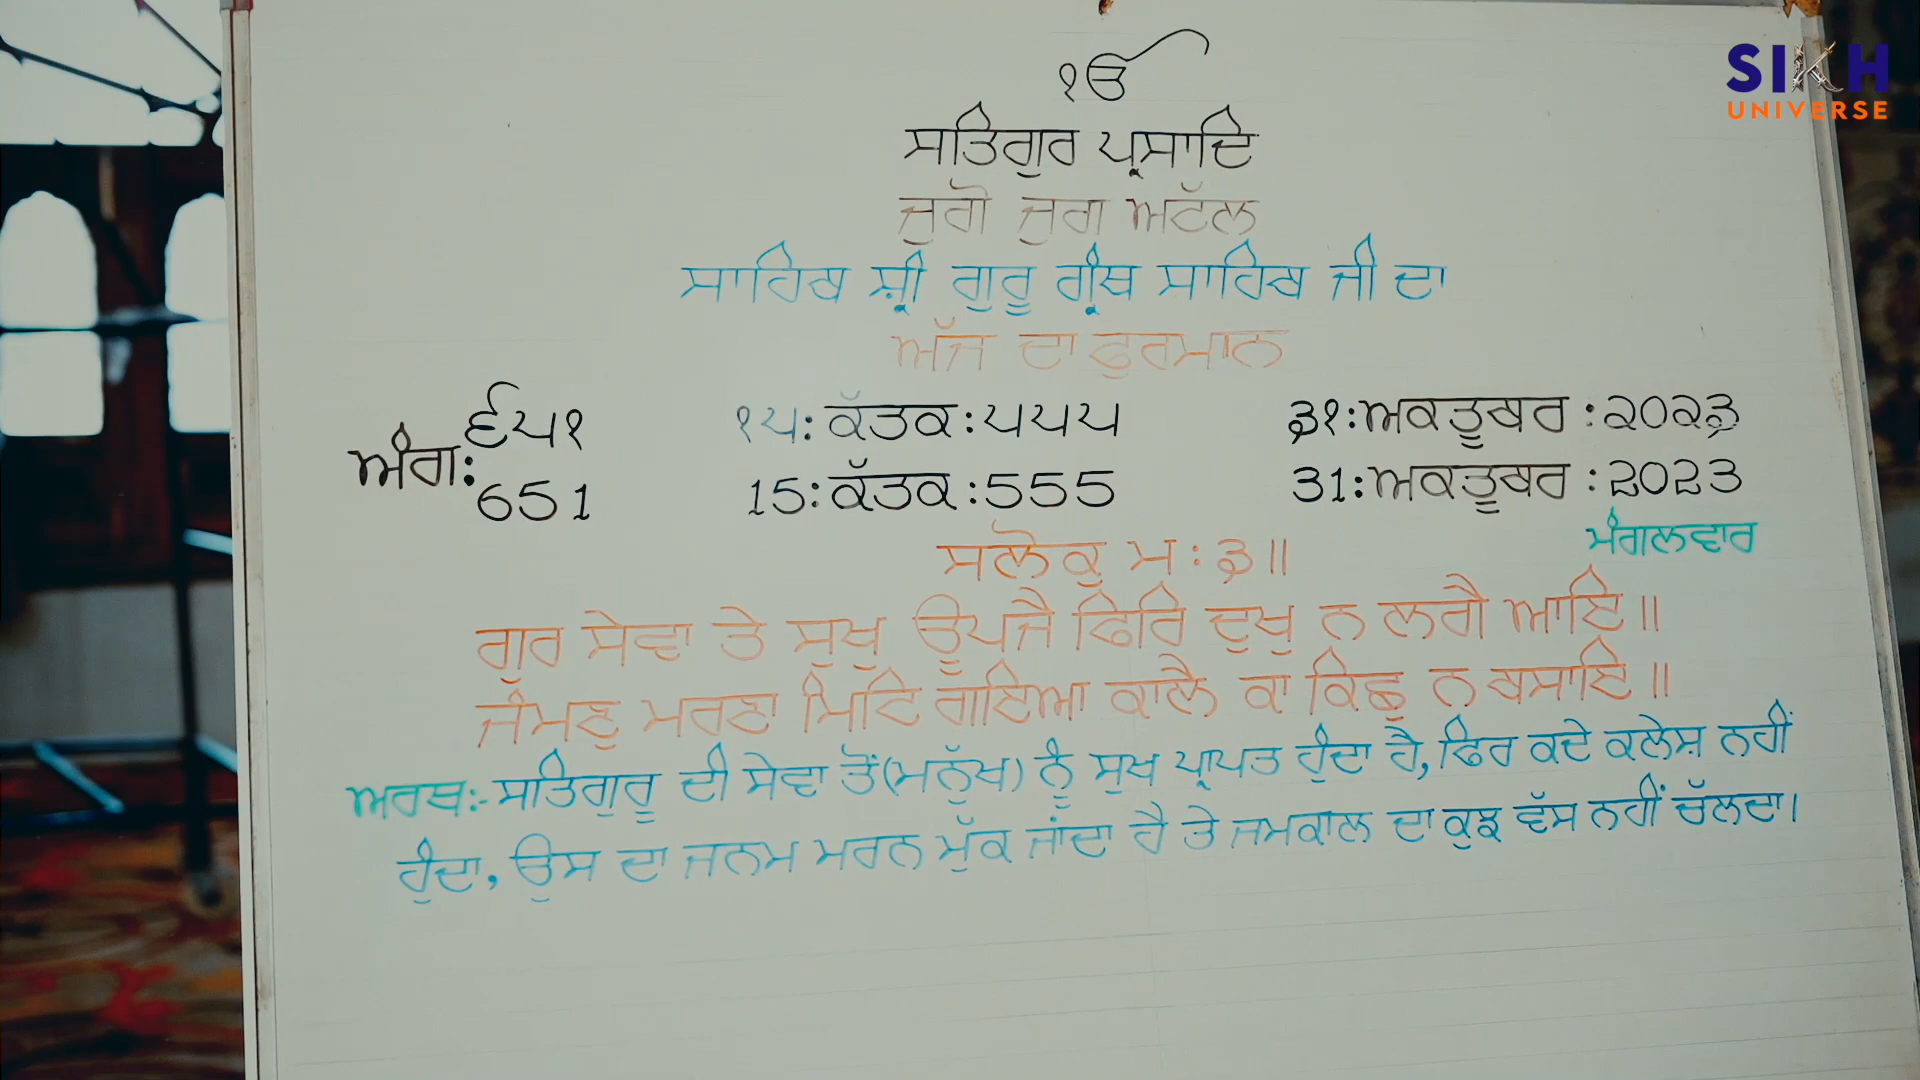 SIKH
UNIVERSE
੧ੳ
ਸਤਿਗੁਰ ਪ੍ਰਸਾਦਿ
ਜੁਗੋ ਜੁਗ ਅਟੱਲ
ਸਾਹਿਬ ਸ਼੍ਰੀ ਗੁਰੂ ਗ੍ਰੰਥ ਸਾਹਿਬ ਜੀ ਦਾ
ਅੱਜ ਦਾ ਫੁਰਮਾਨ
ਅੰਗ: ੬੫੧ ੧੫:ਕੱਤਕ:੫੫੫ ੩੧:ਅਕਤੂਬਰ:੨੦੨੩
651 15:ਕੱਤਕ:555 31:ਅਕਤੂਬਰ:2023
ਮੰਗਲਵਾਰ
ਸਲੋਕੁ ਮ:੩॥
ਗੁਰ ਸੇਵਾ ਤੇ ਸੁਖੁ ਊਪਜੈ ਫਿਰਿ ਦੁਖੁ ਨ ਲਗੈ ਆਇ॥
ਜੰਮਣੁ ਮਰਣਾ ਮਿਟਿ ਗਇਆ ਕਾਲੈ ਕਾ ਕਿਛੁ ਨ ਬਸਾਇ॥
ਅਰਥ:- ਸਤਿਗੁਰੂ ਦੀ ਸੇਵਾ ਤੋਂ (ਮਨੁੱਖ) ਨੂੰ ਸੁਖ ਪ੍ਰਾਪਤ ਹੁੰਦਾ ਹੈ, ਫਿਰ ਕਦੇ ਕਲੇਸ਼ ਨਹੀਂ
ਹੁੰਦਾ, ਉਸ ਦਾ ਜਨਮ ਮਰਨ ਮੁੱਕ ਜਾਂਦਾ ਹੈ ਤੇ ਜਮਕਾਲ ਦਾ ਕੁਝ ਵੱਸ ਨਹੀਂ ਚੱਲਦਾ।